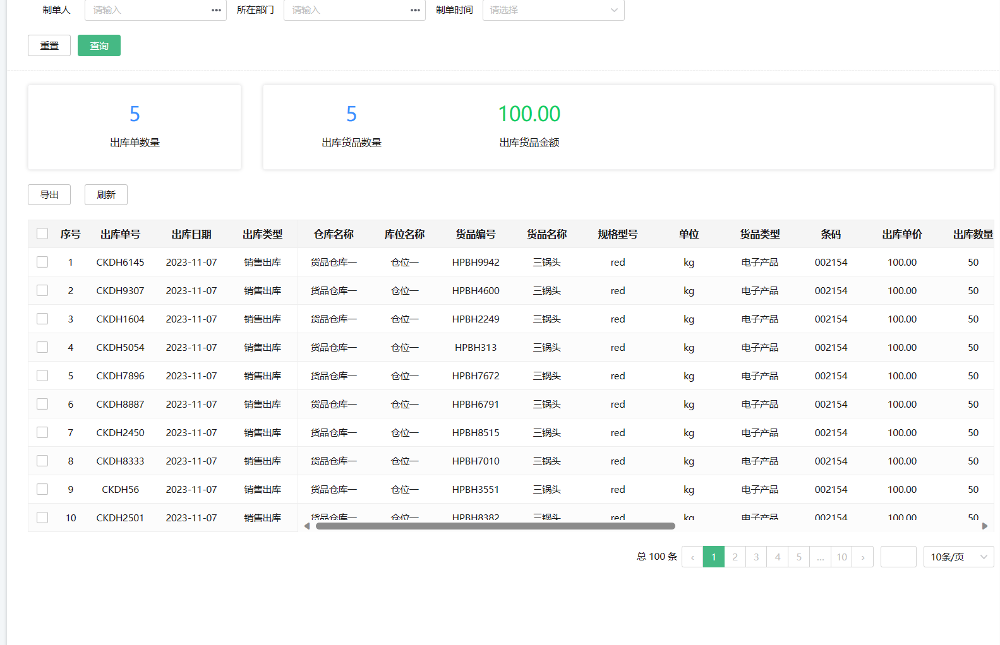 制单人 请输入 ••• 所在部门 请输入 ••• 制单时间 请选择
重置 查询
5 5 100.00
出库单数量 出库货品数量 出库货品金额
导出 刷新
序号 出库单号 出库日期 出库类型 仓库名称 库位名称 货品编号 货品名称 规格型号 单位 货品类型 条码 出库单价 出库数量
1 CKDH6145 2023-11-07 销售出库 货品仓库一 仓位一 HPBH9942 三锅头 red kg 电子产品 002154 100.00 50
2 CKDH9307 2023-11-07 销售出库 货品仓库一 仓位一 HPBH4600 三锅头 red kg 电子产品 002154 100.00 50
3 CKDH1604 2023-11-07 销售出库 货品仓库一 仓位一 HPBH2249 三锅头 red kg 电子产品 002154 100.00 50
4 CKDH5054 2023-11-07 销售出库 货品仓库一 仓位一 HPBH313 三锅头 red kg 电子产品 002154 100.00 50
5 CKDH7896 2023-11-07 销售出库 货品仓库一 仓位一 HPBH7672 三锅头 red kg 电子产品 002154 100.00 50
6 CKDH8887 2023-11-07 销售出库 货品仓库一 仓位一 HPBH6791 三锅头 red kg 电子产品 002154 100.00 50
7 CKDH2450 2023-11-07 销售出库 货品仓库一 仓位一 HPBH8515 三锅头 red kg 电子产品 002154 100.00 50
8 CKDH8333 2023-11-07 销售出库 货品仓库一 仓位一 HPBH7010 三锅头 red kg 电子产品 002154 100.00 50
9 CKDH56 2023-11-07 销售出库 货品仓库一 仓位一 HPBH3551 三锅头 red kg 电子产品 002154 100.00 50
10 CKDH2501 2023-11-07 销售出库 货品仓库一 仓位一 HPBH8382 三锅头 red kg 电子产品 002154 100.00 50
总 100 条 ‹ 1 2 3 4 5 ... 10 › 10条/页